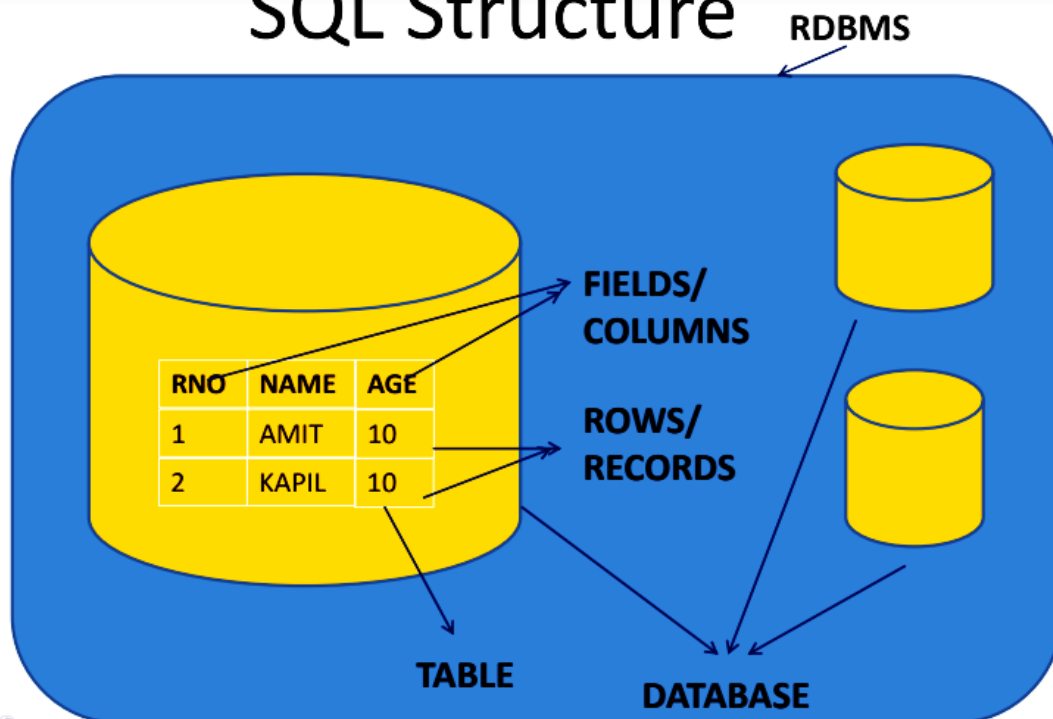 SQL Structure
RDBMS
FIELDS/
COLUMNS
RNO NAME AGE
1 AMIT 10
2 KAPIL 10
ROWS/
RECORDS
TABLE
DATABASE